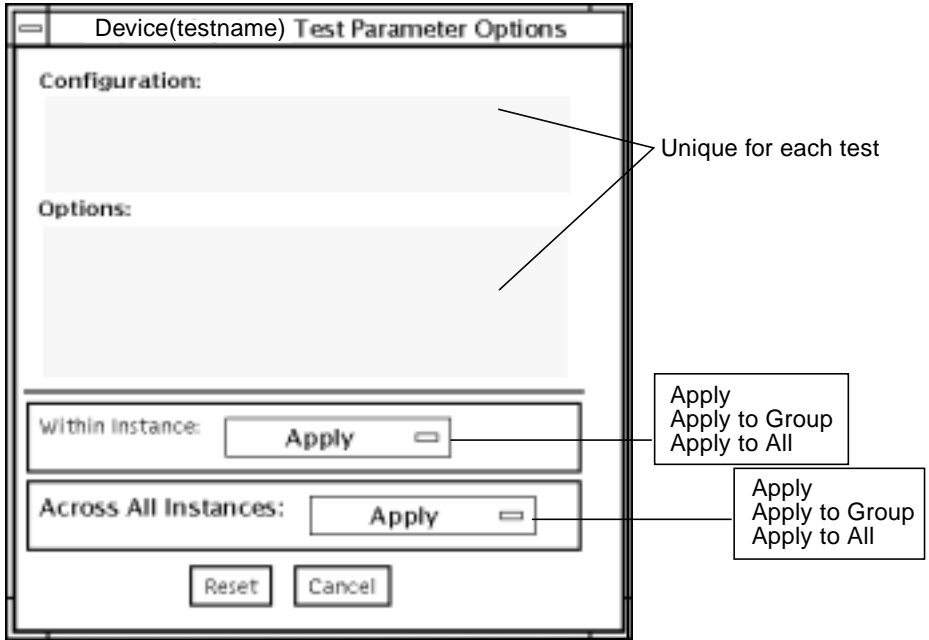 Device(testname) Test Parameter Options
Configuration:
Unique for each test
Options:
Within Instance:
Apply
Apply
Apply to Group
Apply to All
Across All Instances:
Apply
Apply
Apply to Group
Apply to All
Reset
Cancel